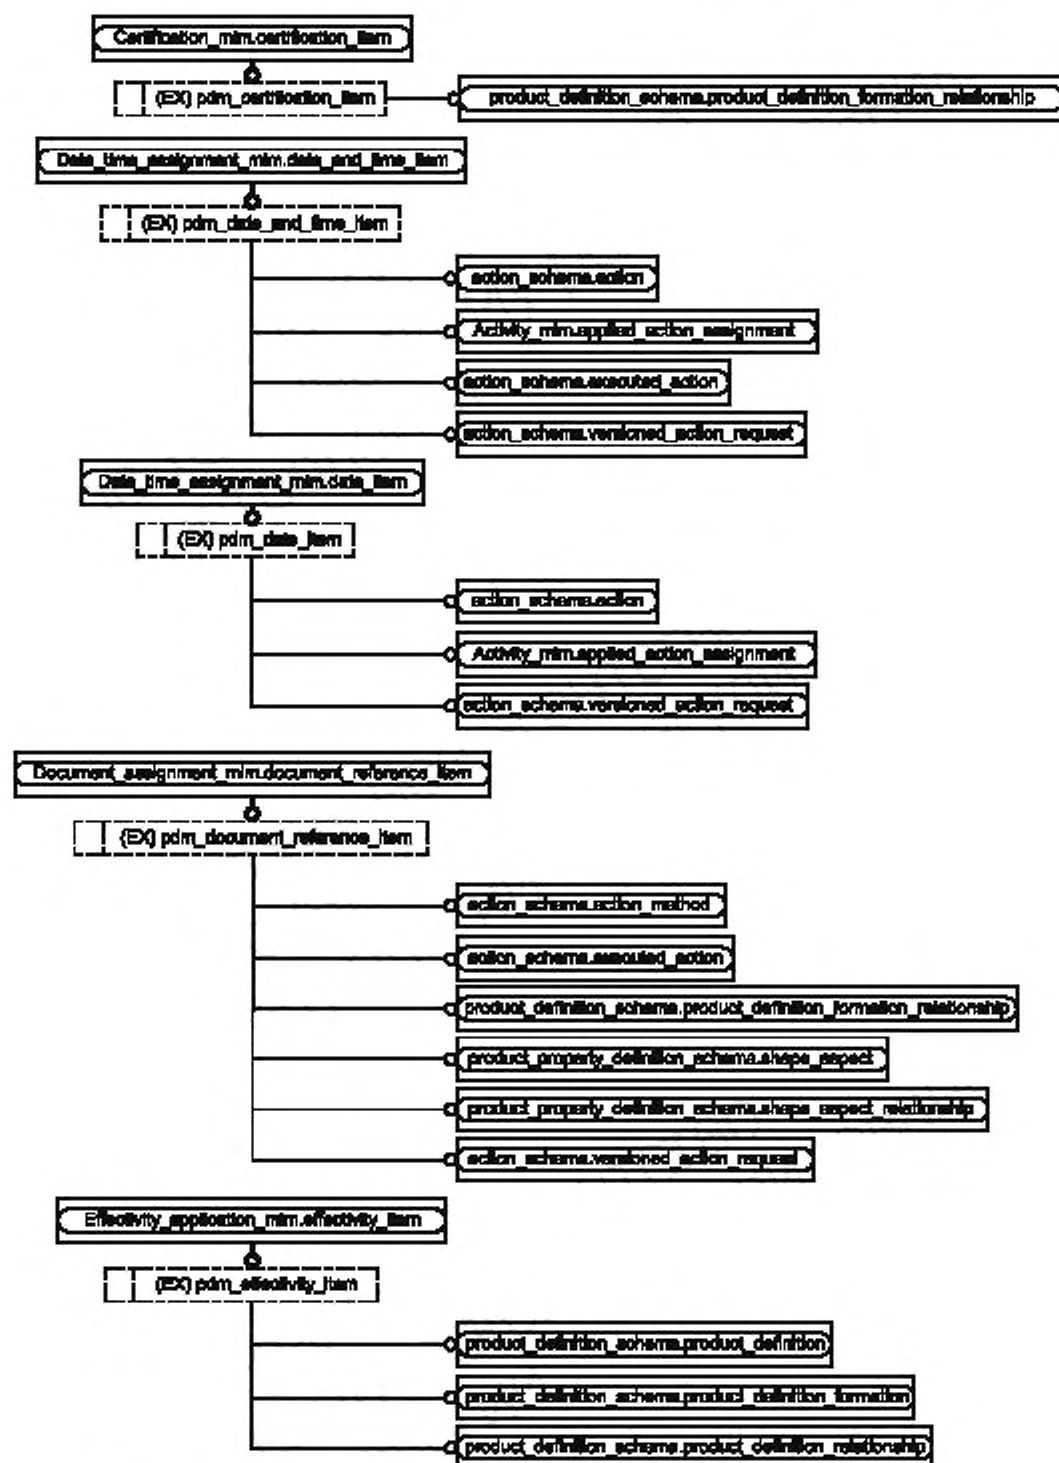 Certification_mim.certification_item
(EX) pdm_certification_item
product_definition_schema.product_definition_formation_relationship
Date_time_assignment_mim.date_and_time_item
(EX) pdm_date_and_time_item
action_schema.action
Activity_mim.applied_action_assignment
action_schema.executed_action
action_schema.versioned_action_request
Date_time_assignment_mim.date_item
(EX) pdm_date_item
action_schema.action
Activity_mim.applied_action_assignment
action_schema.versioned_action_request
Document_assignment_mim.document_reference_item
(EX) pdm_document_reference_item
action_schema.action_method
action_schema.executed_action
product_definition_schema.product_definition_formation_relationship
product_property_definition_schema.shape_aspect
product_property_definition_schema.shape_aspect_relationship
action_schema.versioned_action_request
Effectivity_application_mim.effectivity_item
(EX) pdm_effectivity_item
product_definition_schema.product_definition
product_definition_schema.product_definition_formation
product_definition_schema.product_definition_relationship